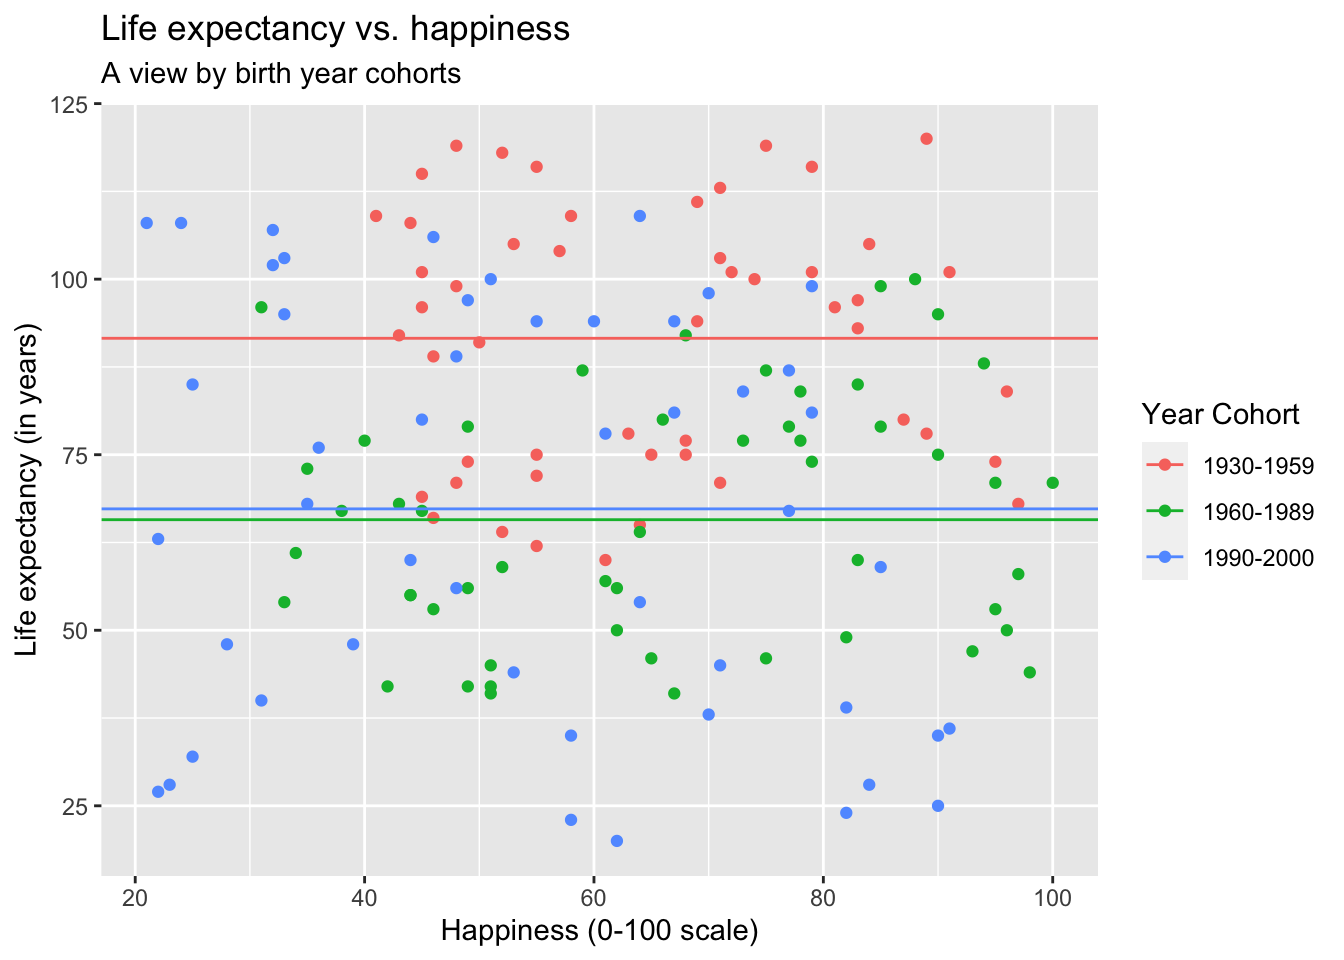 Life expectancy vs. happiness
A view by birth year cohorts
125
100
75
50
25
Life expectancy (in years)
20 40 60 80 100
Happiness (0-100 scale)
Year Cohort
1930-1959
1960-1989
1990-2000